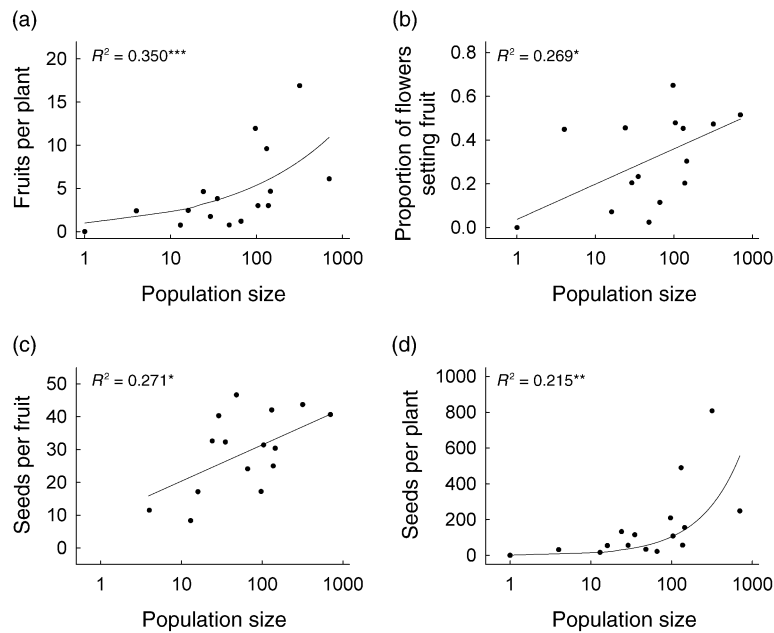 (a)
R² = 0.350***
Fruits per plant
20
15
10
5
0
1
10
100
1000
Population size
(b)
R² = 0.269*
Proportion of flowers
setting fruit
0.8
0.6
0.4
0.2
0.0
1
10
100
1000
Population size
(c)
R² = 0.271*
Seeds per fruit
50
40
30
20
10
0
1
10
100
1000
Population size
(d)
R² = 0.215**
Seeds per plant
1000
800
600
400
200
0
1
10
100
1000
Population size